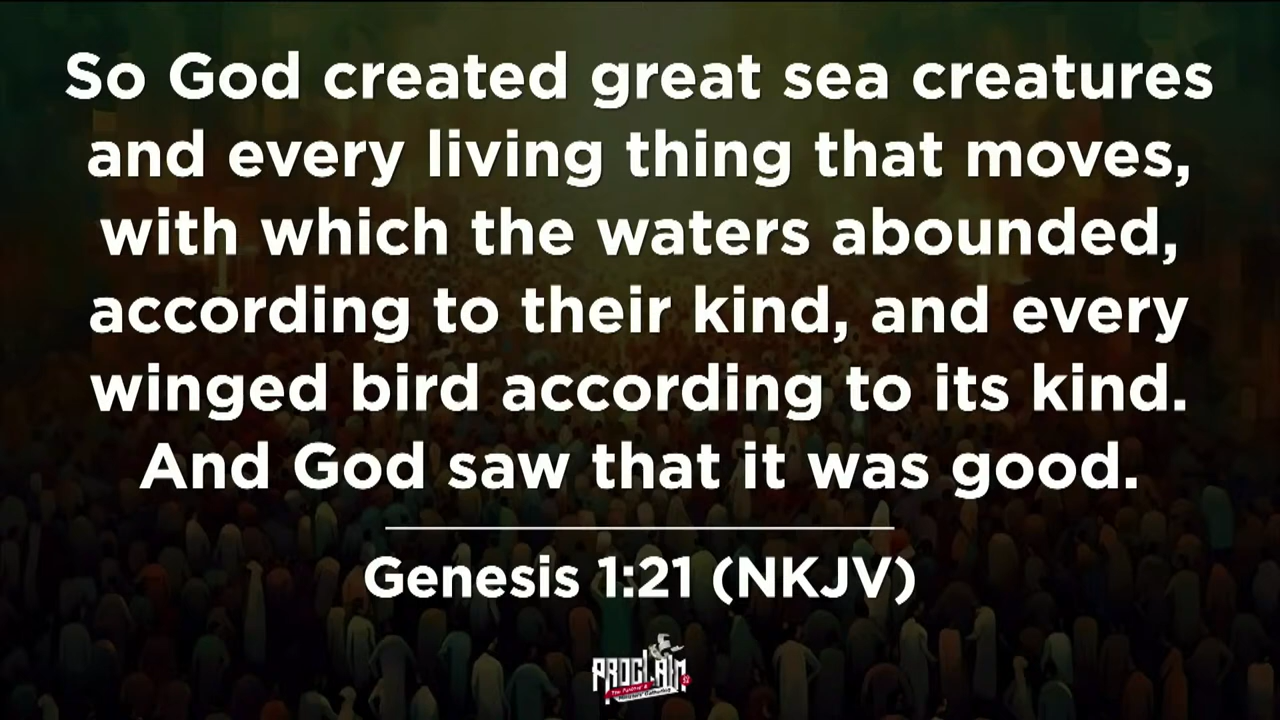 So God created great sea creatures
and every living thing that moves,
with which the waters abounded,
according to their kind, and every
winged bird according to its kind.
And God saw that it was good.
Genesis 1:21 (NKJV)
PROCLAIM